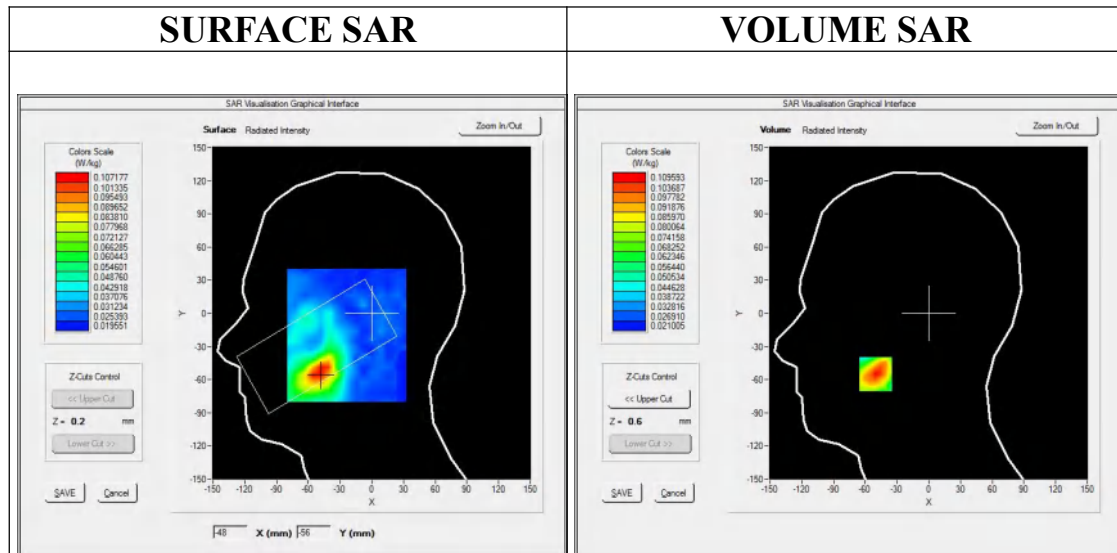 SURFACE SAR
VOLUME SAR
SAR Visualisation Graphical Interface
Surface Radiated Intensity
Zoom In/Out
Colors Scale
(W/kg)
0.107177
0.101335
0.095493
0.089652
0.083810
0.077968
0.072127
0.066285
0.060443
0.054601
0.048760
0.042918
0.037076
0.031234
0.025393
0.019551
Z-Cuts Control
<< Upper Cut
Z = 0.2 mm
Lower Cut >>
SAVE Cancel
150
120
90
60
30
0
-30
-60
-90
-120
-150
Y
-150 -120 -90 -60 -30 0 30 60 90 120 150
X
-48 X (mm) -56 Y (mm)
SAR Visualisation Graphical Interface
Volume Radiated Intensity
Zoom In/Out
Colors Scale
(W/kg)
0.109593
0.103687
0.097782
0.091876
0.085970
0.080064
0.074158
0.068252
0.062346
0.056440
0.050534
0.044628
0.038722
0.032816
0.026910
0.021005
Z-Cuts Control
<< Upper Cut
Z = 0.6 mm
Lower Cut >>
SAVE Cancel
150
120
90
60
30
0
-30
-60
-90
-120
-150
Y
-150 -120 -90 -60 -30 0 30 60 90 120 150
X